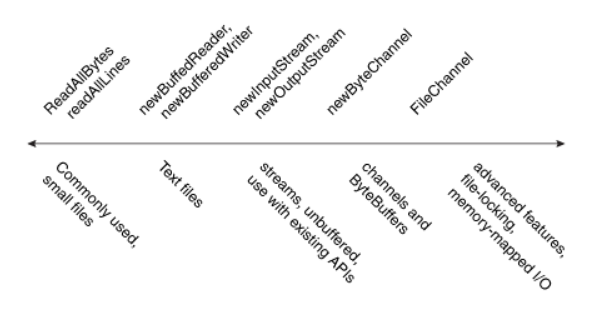 ReadAllBytes
readAllLines
newBuffedReader,
newBufferedWriter
newInputStream,
newOutputStream
newByteChannel
FileChannel
Commonly used,
small files
Text files
streams, unbuffered,
use with existing APIs
channels and
ByteBuffers
advanced features,
file-locking,
memory-mapped I/O